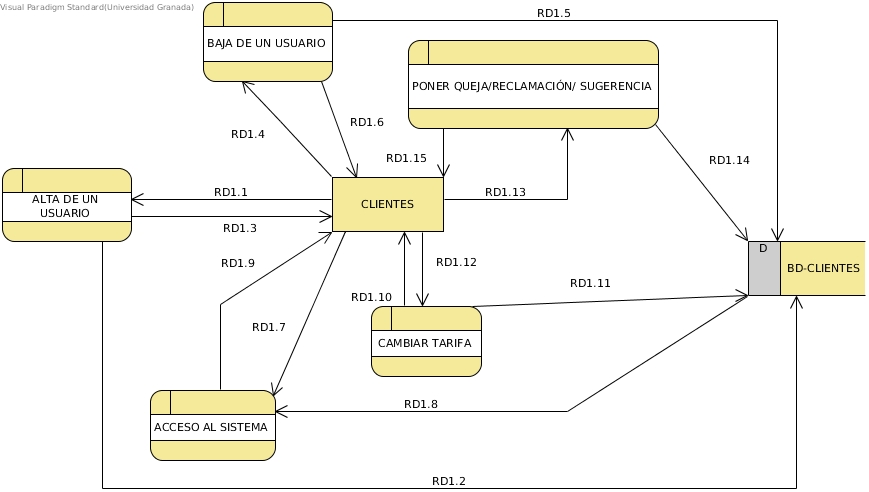 Visual Paradigm Standard(Universidad Granada)
RD1.5
BAJA DE UN USUARIO
PONER QUEJA/RECLAMACIÓN/ SUGERENCIA
RD1.6
RD1.4
RD1.15
RD1.14
RD1.1
RD1.13
ALTA DE UN
USUARIO
CLIENTES
RD1.3
D
RD1.9
RD1.12
BD-CLIENTES
RD1.11
RD1.10
RD1.7
CAMBIAR TARIFA
RD1.8
ACCESO AL SISTEMA
RD1.2